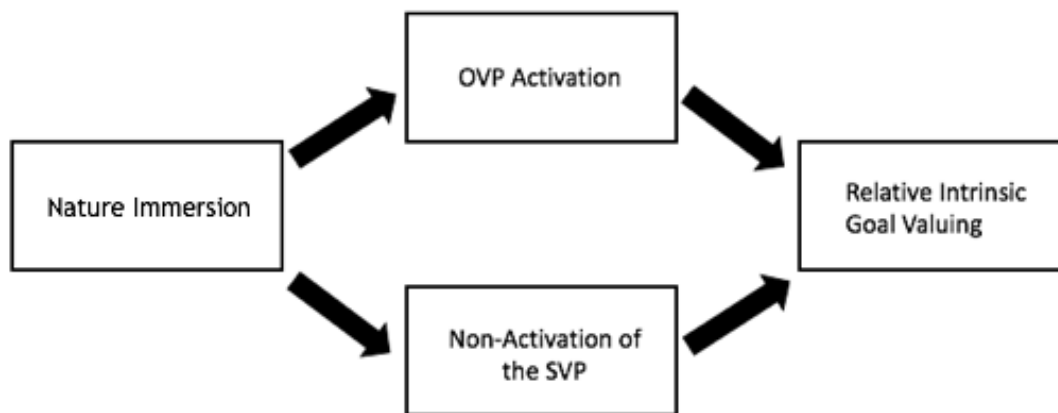 OVP Activation
Nature Immersion
Relative Intrinsic
Goal Valuing
Non-Activation of
the SVP